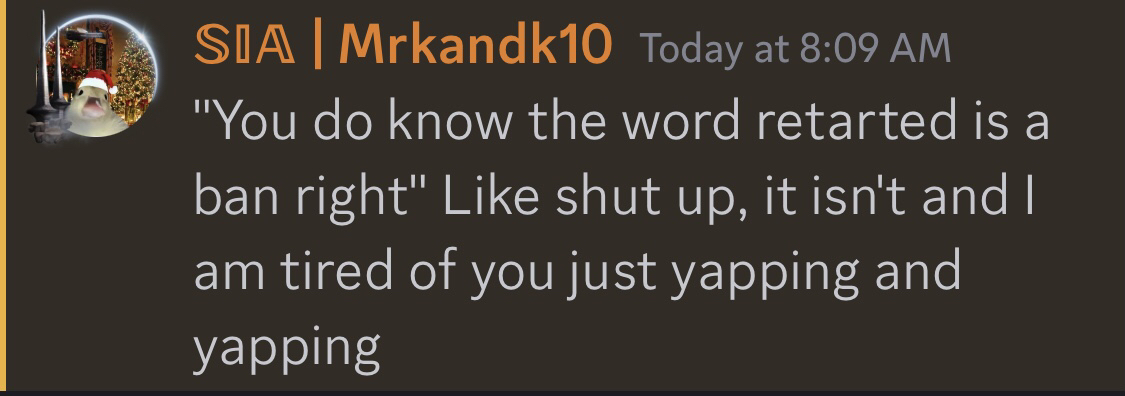 𝕊𝕀𝔸 | Mrkandk10 Today at 8:09 AM
"You do know the word retarted is a
ban right" Like shut up, it isn't and I
am tired of you just yapping and
yapping